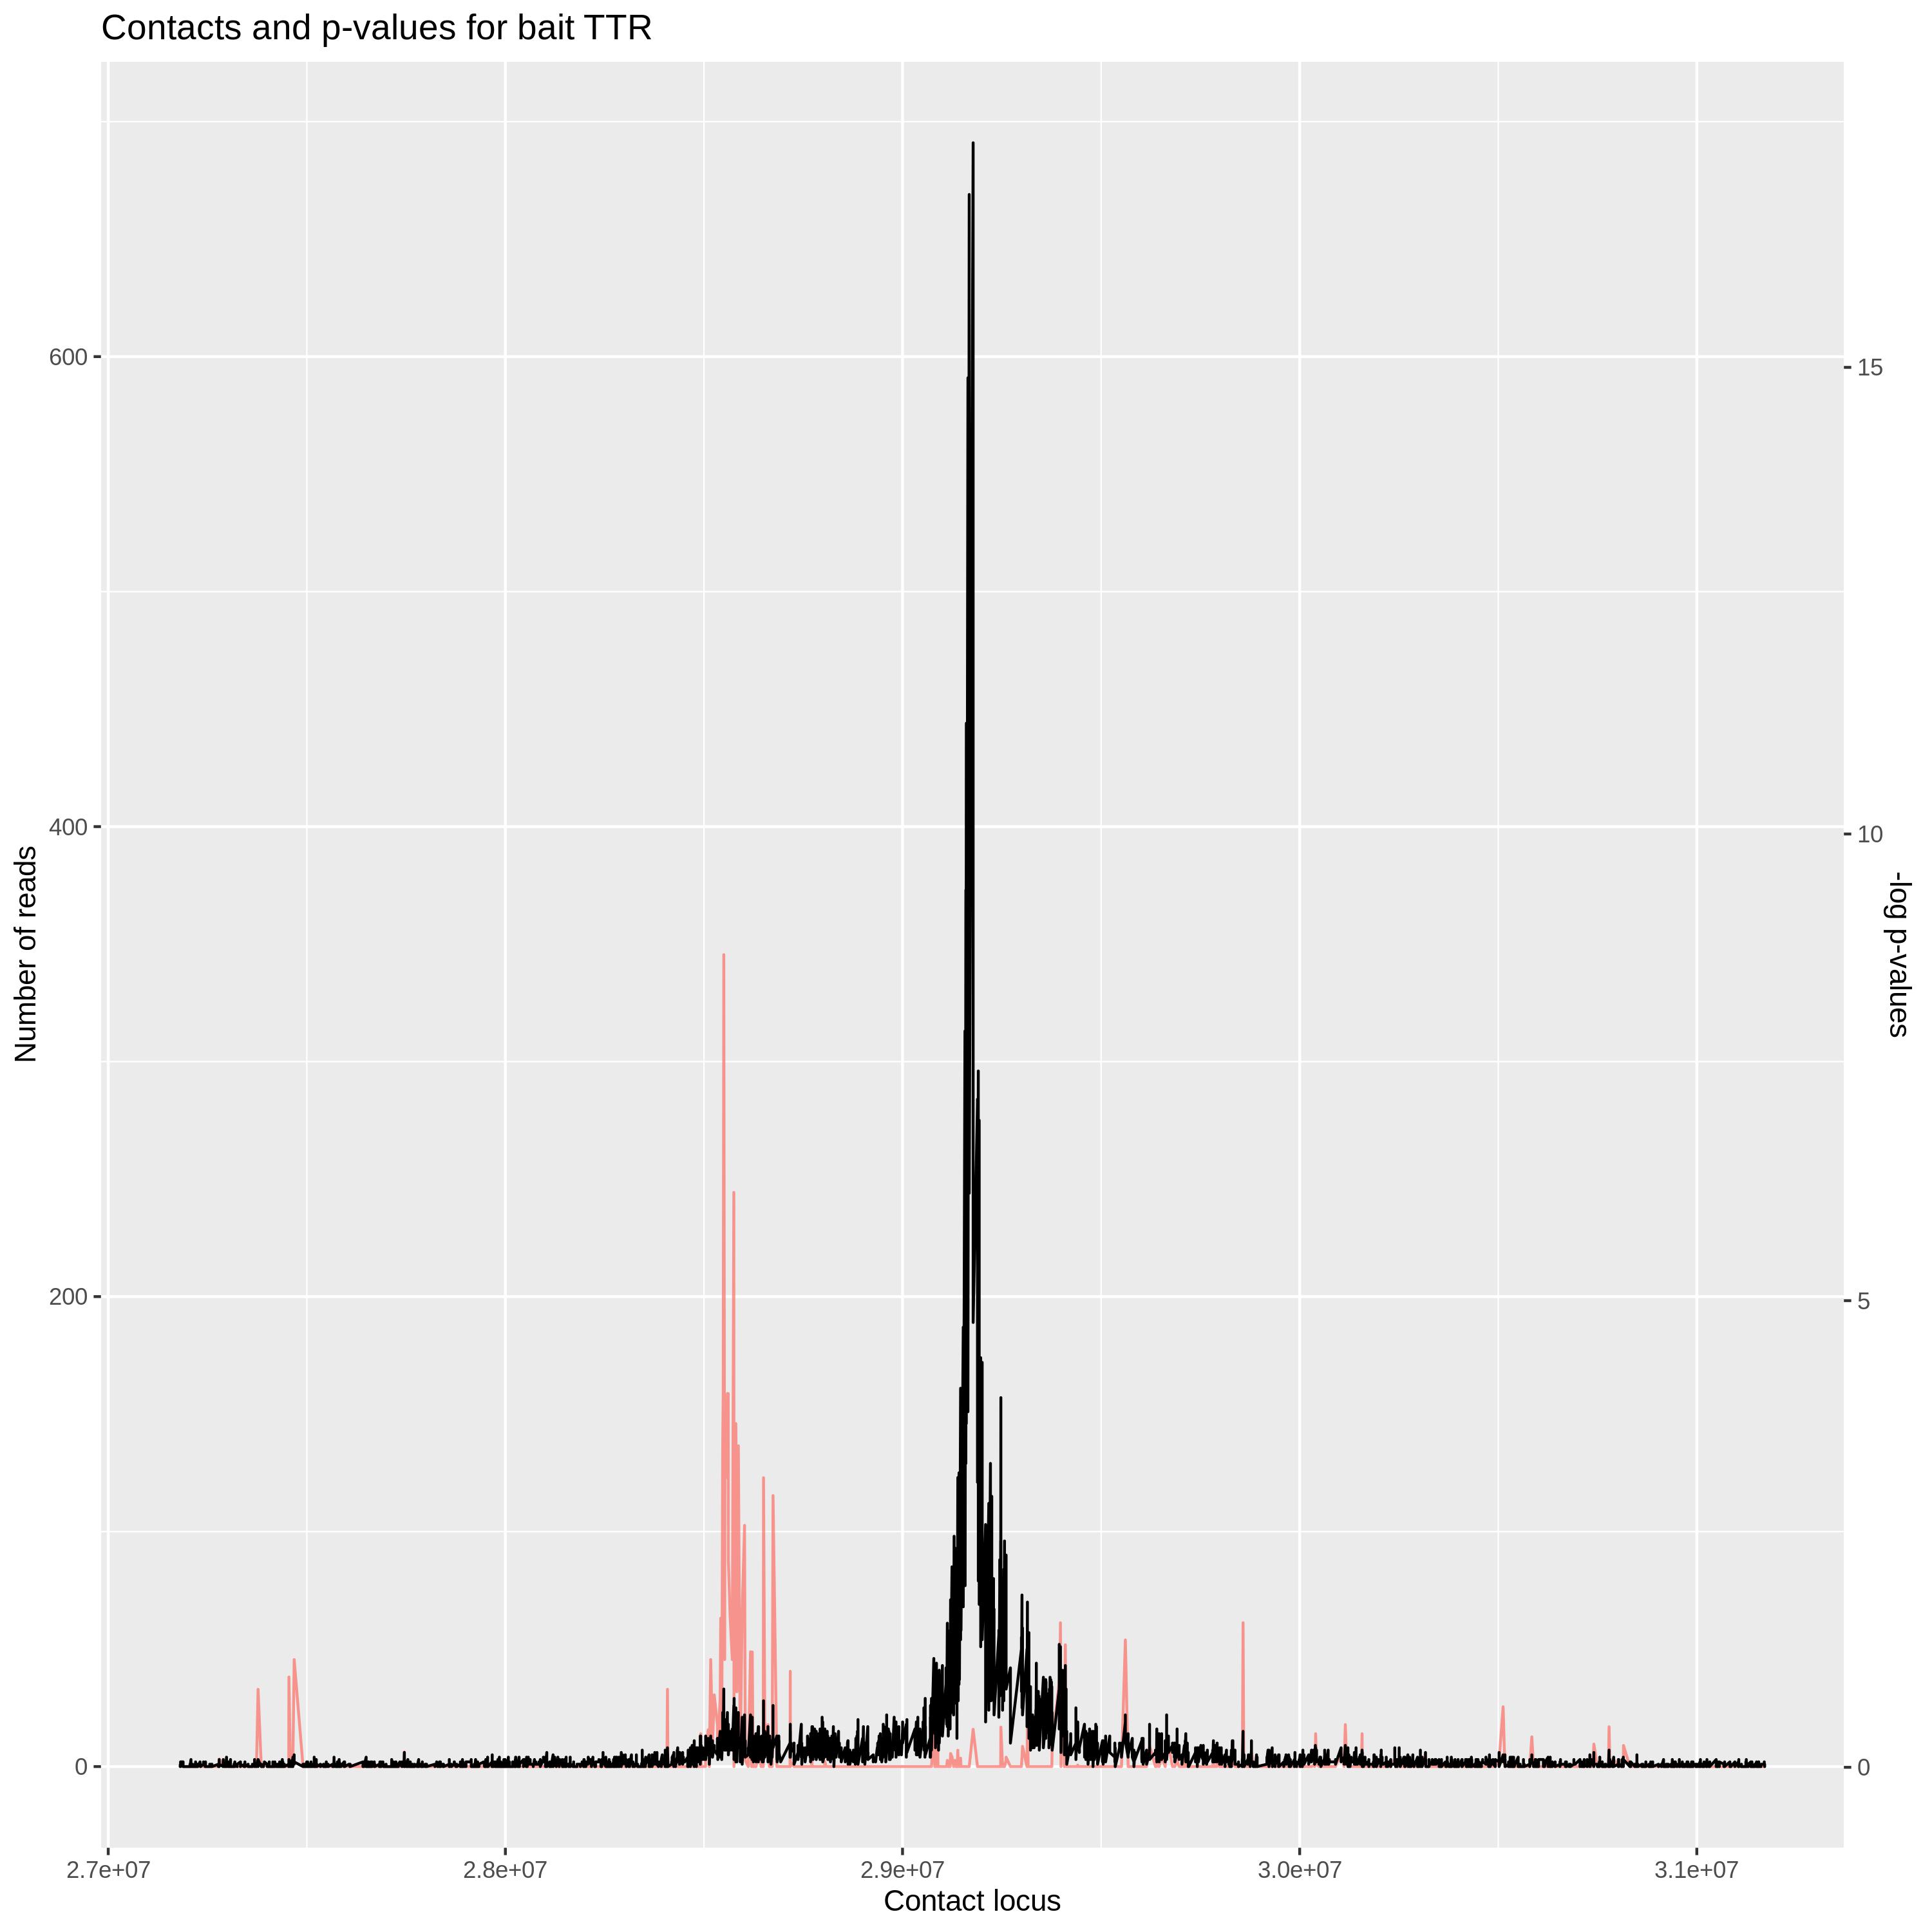 Contacts and p-values for bait TTR
600
400
200
0
15
10
5
0
Number of reads
-log p-values
2.7e+07
2.8e+07
2.9e+07
3.0e+07
3.1e+07
Contact locus